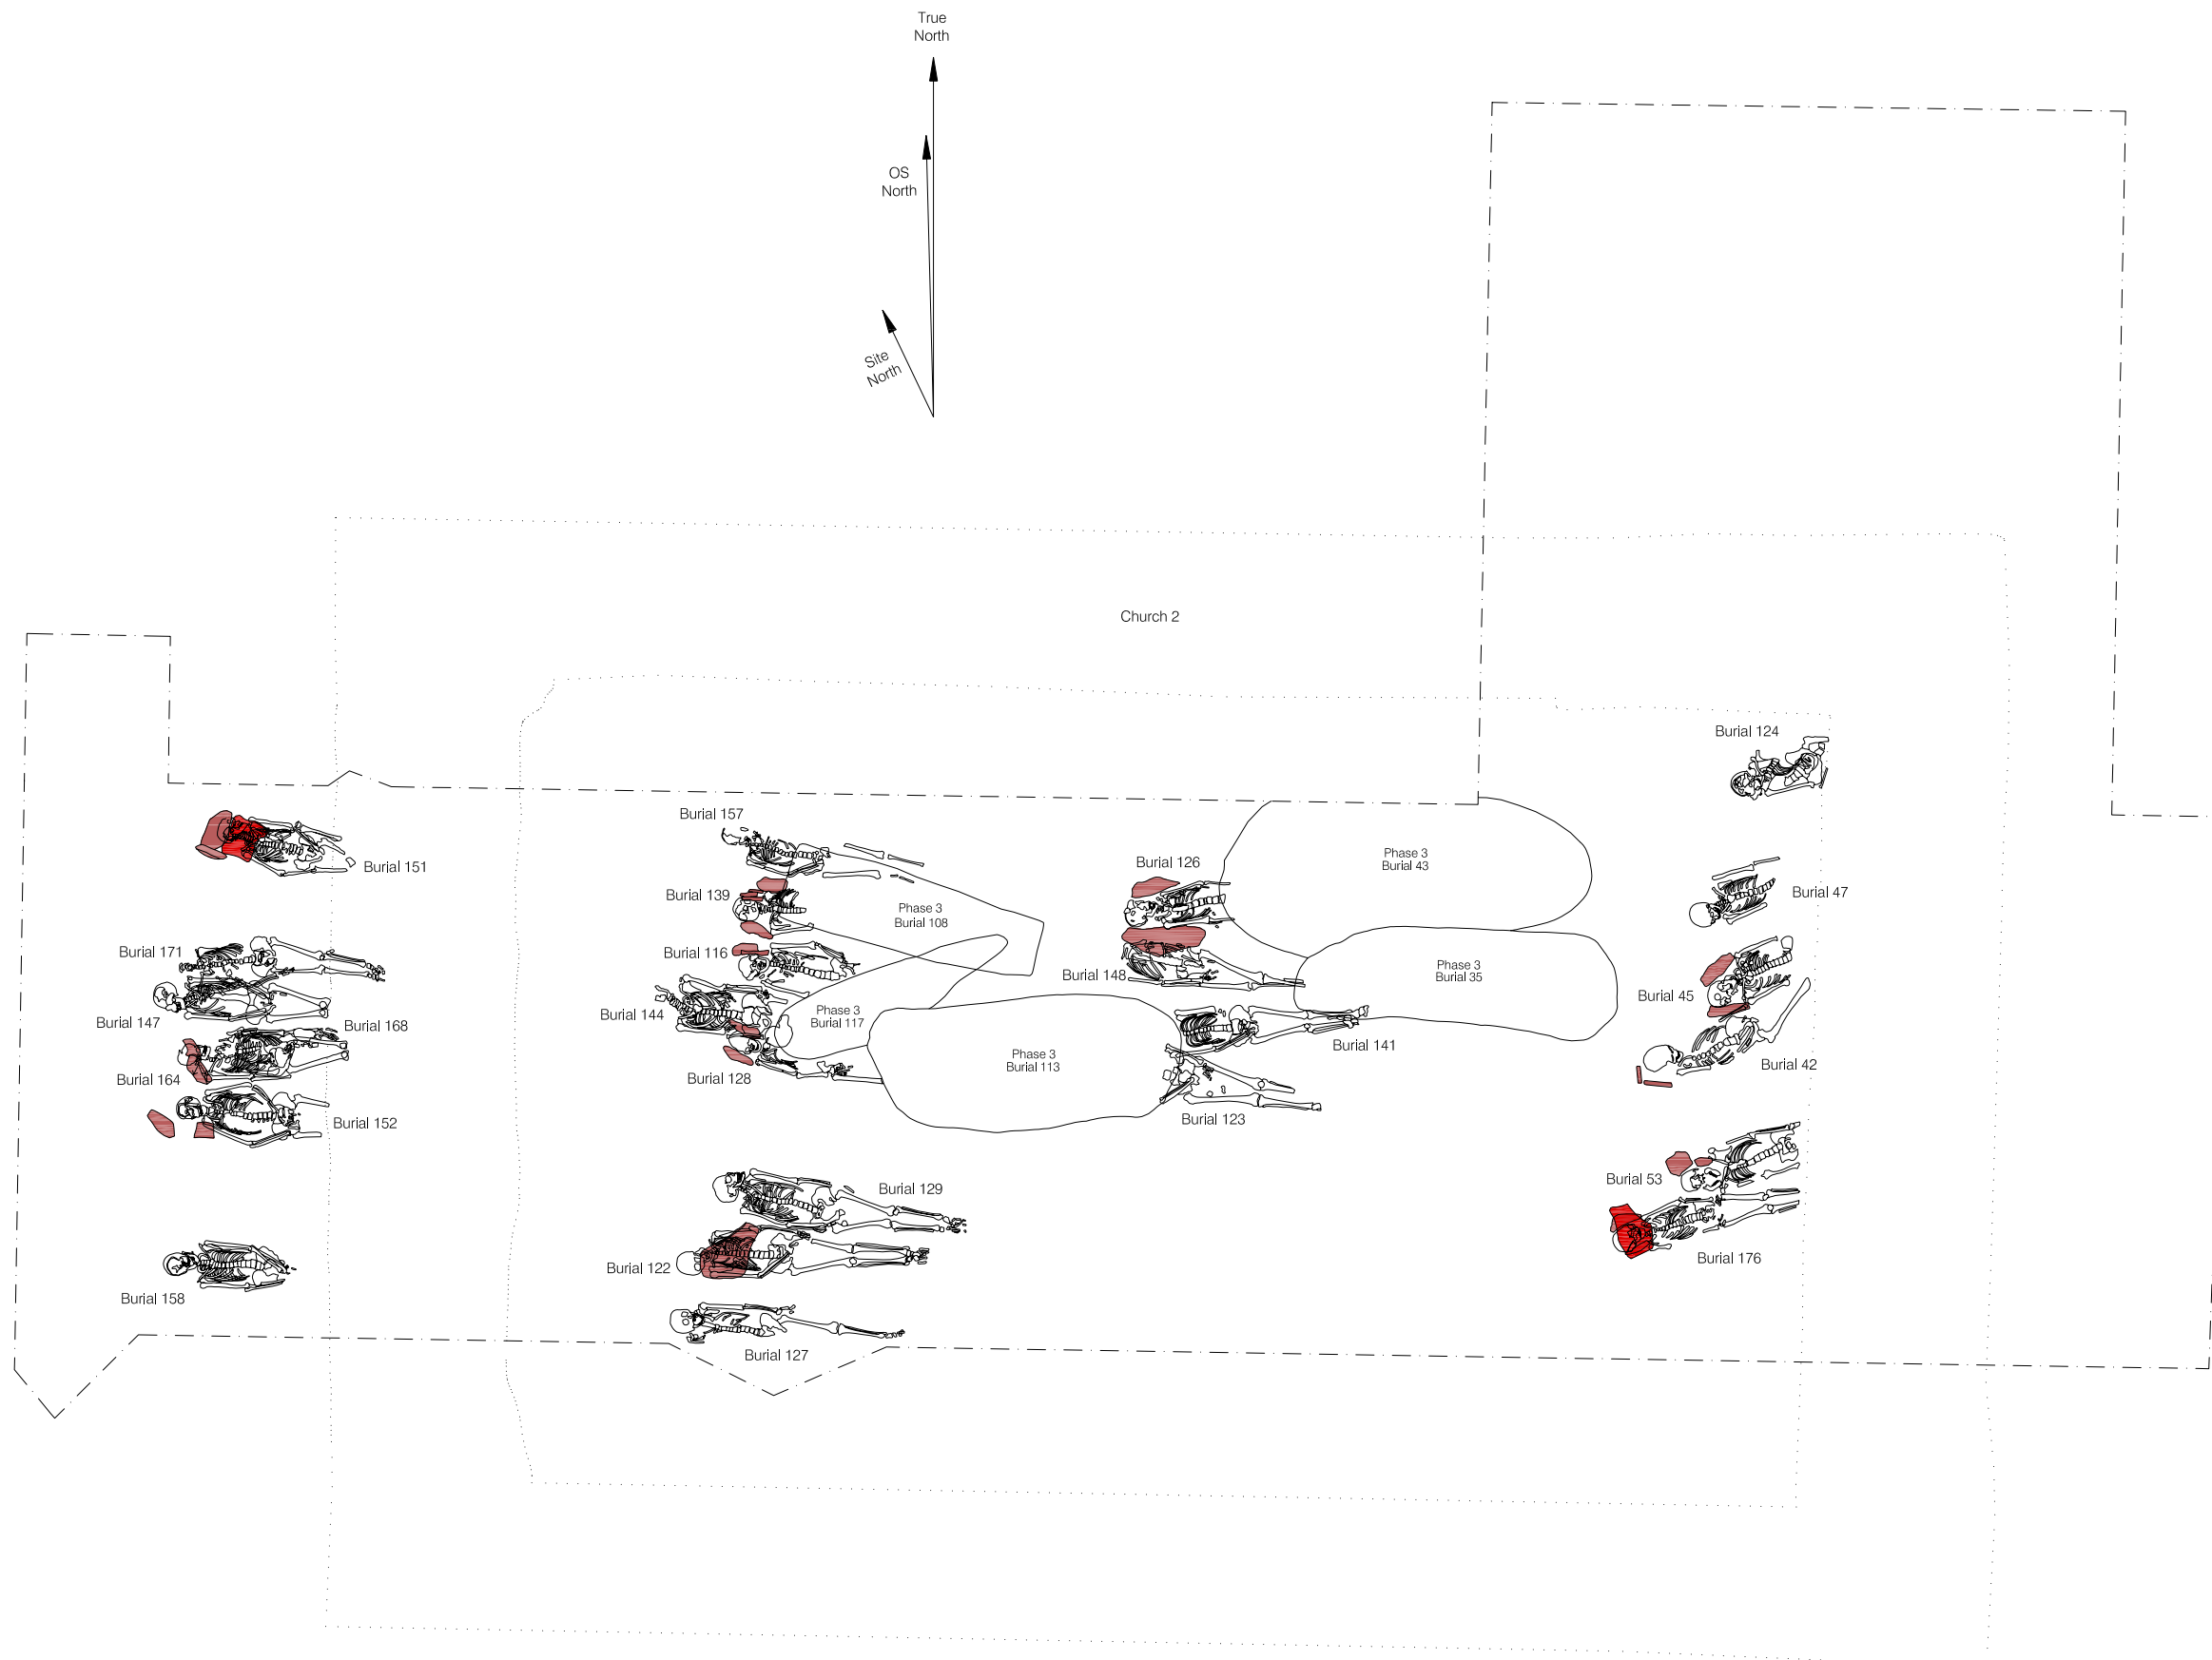 True
North
OS
North
Site
North
Church 2
Burial 124
Burial 157
Burial 126
Phase 3
Burial 43
Burial 151
Burial 139
Burial 47
Phase 3
Burial 108
Burial 171
Burial 116
Burial 148
Phase 3
Burial 35
Burial 45
Burial 147
Burial 168
Burial 144
Phase 3
Burial 117
Burial 141
Phase 3
Burial 113
Burial 42
Burial 164
Burial 128
Burial 152
Burial 123
Burial 53
Burial 129
Burial 122
Burial 176
Burial 158
Burial 127